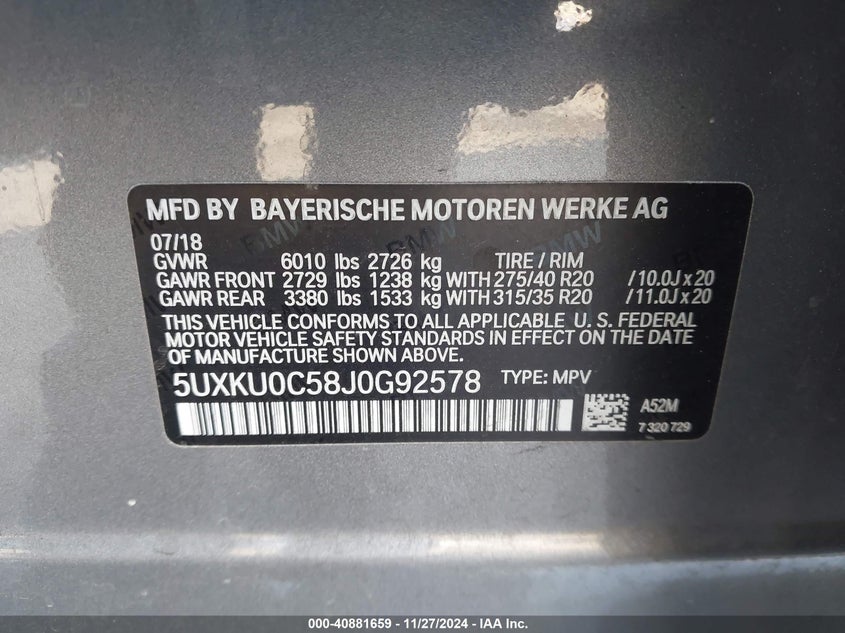 MFD BY BAYERISCHE MOTOREN WERKE AG
07/18
GVWR 6010 lbs 2726 kg TIRE / RIM
GAWR FRONT 2729 lbs 1238 kg WITH 275/40 R20 / 10.0J x 20
GAWR REAR 3380 lbs 1533 kg WITH 315/35 R20 / 11.0J x 20
THIS VEHICLE CONFORMS TO ALL APPLICABLE U. S. FEDERAL
MOTOR VEHICLE SAFETY STANDARDS IN EFFECT ON THE DATE
OF MANUFACTURE SHOWN ABOVE.
5UXKU0C58J0G92578 TYPE: MPV
A52M
7 320 729
000-40881659 - 11/27/2024 - IAA Inc.